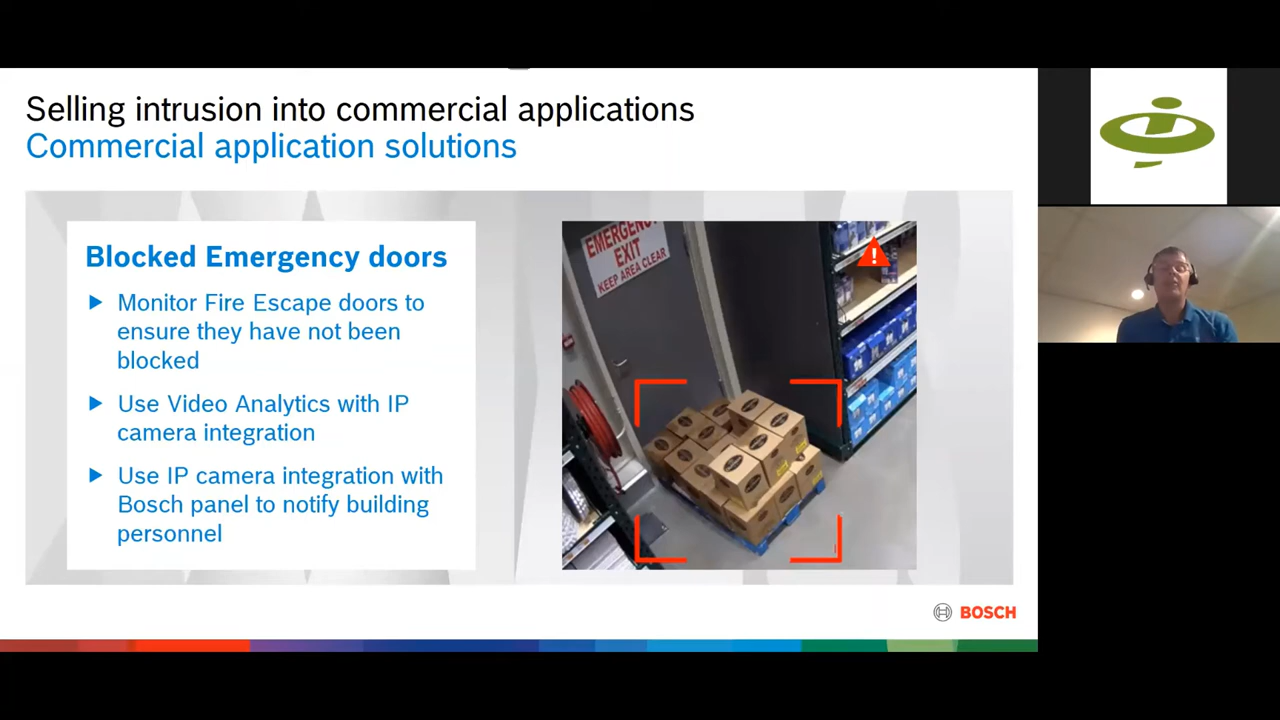 Selling intrusion into commercial applications
Commercial application solutions
Blocked Emergency doors
Monitor Fire Escape doors to
ensure they have not been
blocked
Use Video Analytics with IP
camera integration
Use IP camera integration with
Bosch panel to notify building
personnel
EMERGENCY
EXIT
KEEP AREA CLEAR
!
BOSCH